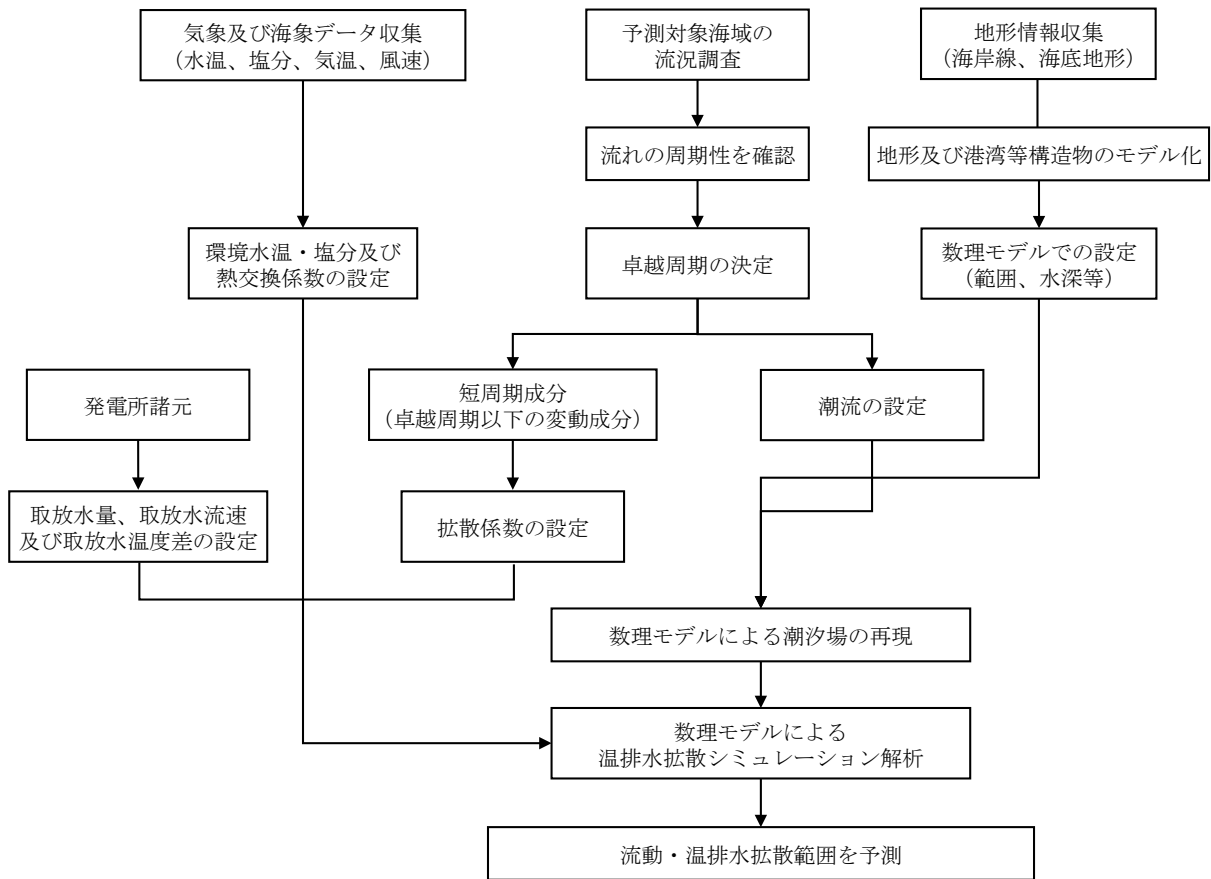 気象及び海象データ収集
（水温、塩分、気温、風速）
予測対象海域の
流況調査
地形情報収集
（海岸線、海底地形）
流れの周期性を確認
地形及び港湾等構造物のモデル化
環境水温・塩分及び
熱交換係数の設定
卓越周期の決定
数理モデルでの設定
（範囲、水深等）
発電所諸元
短周期成分
（卓越周期以下の変動成分）
潮流の設定
取放水量、取放水流速
及び取放水温度差の設定
拡散係数の設定
数理モデルによる潮汐場の再現
数理モデルによる
温排水拡散シミュレーション解析
流動・温排水拡散範囲を予測